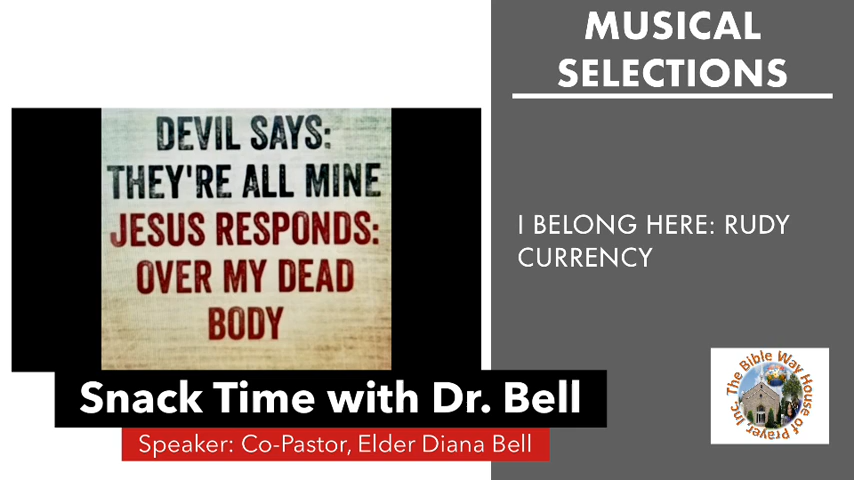 MUSICAL
SELECTIONS
DEVIL SAYS:
THEY'RE ALL MINE
JESUS RESPONDS:
OVER MY DEAD
BODY
I BELONG HERE: RUDY
CURRENCY
Snack Time with Dr. Bell
Speaker: Co-Pastor, Elder Diana Bell
The Bible Way House of Prayer, Inc.